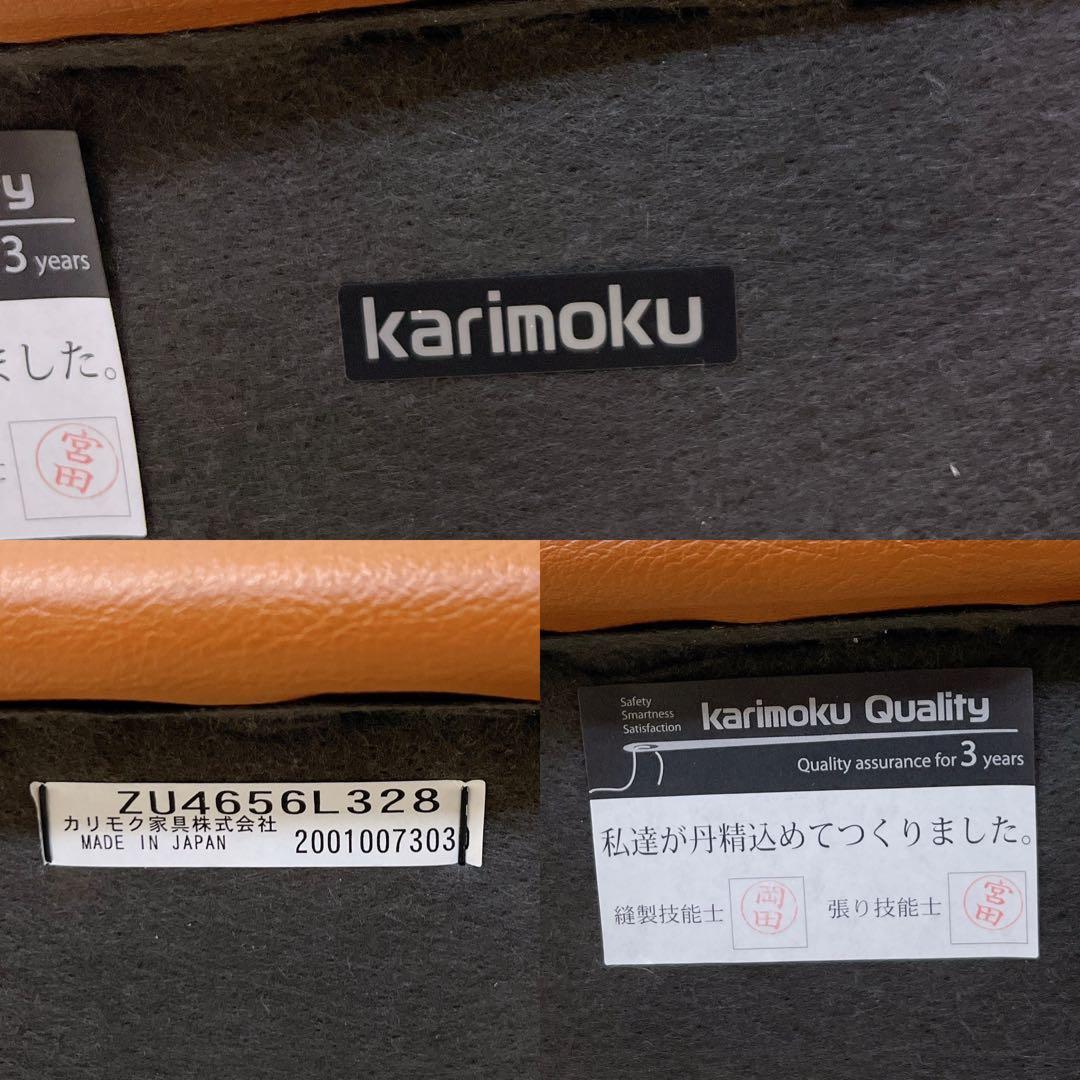 y
3 years
ました。
宮田
karimoku
ZU4656L328
カリモク家具株式会社
MADE IN JAPAN 2001007303
Safety
Smartness
Satisfaction
karimoku Quality
Quality assurance for 3 years
私達が丹精込めてつくりました。
縫製技能士 岡田 張り技能士 宮田